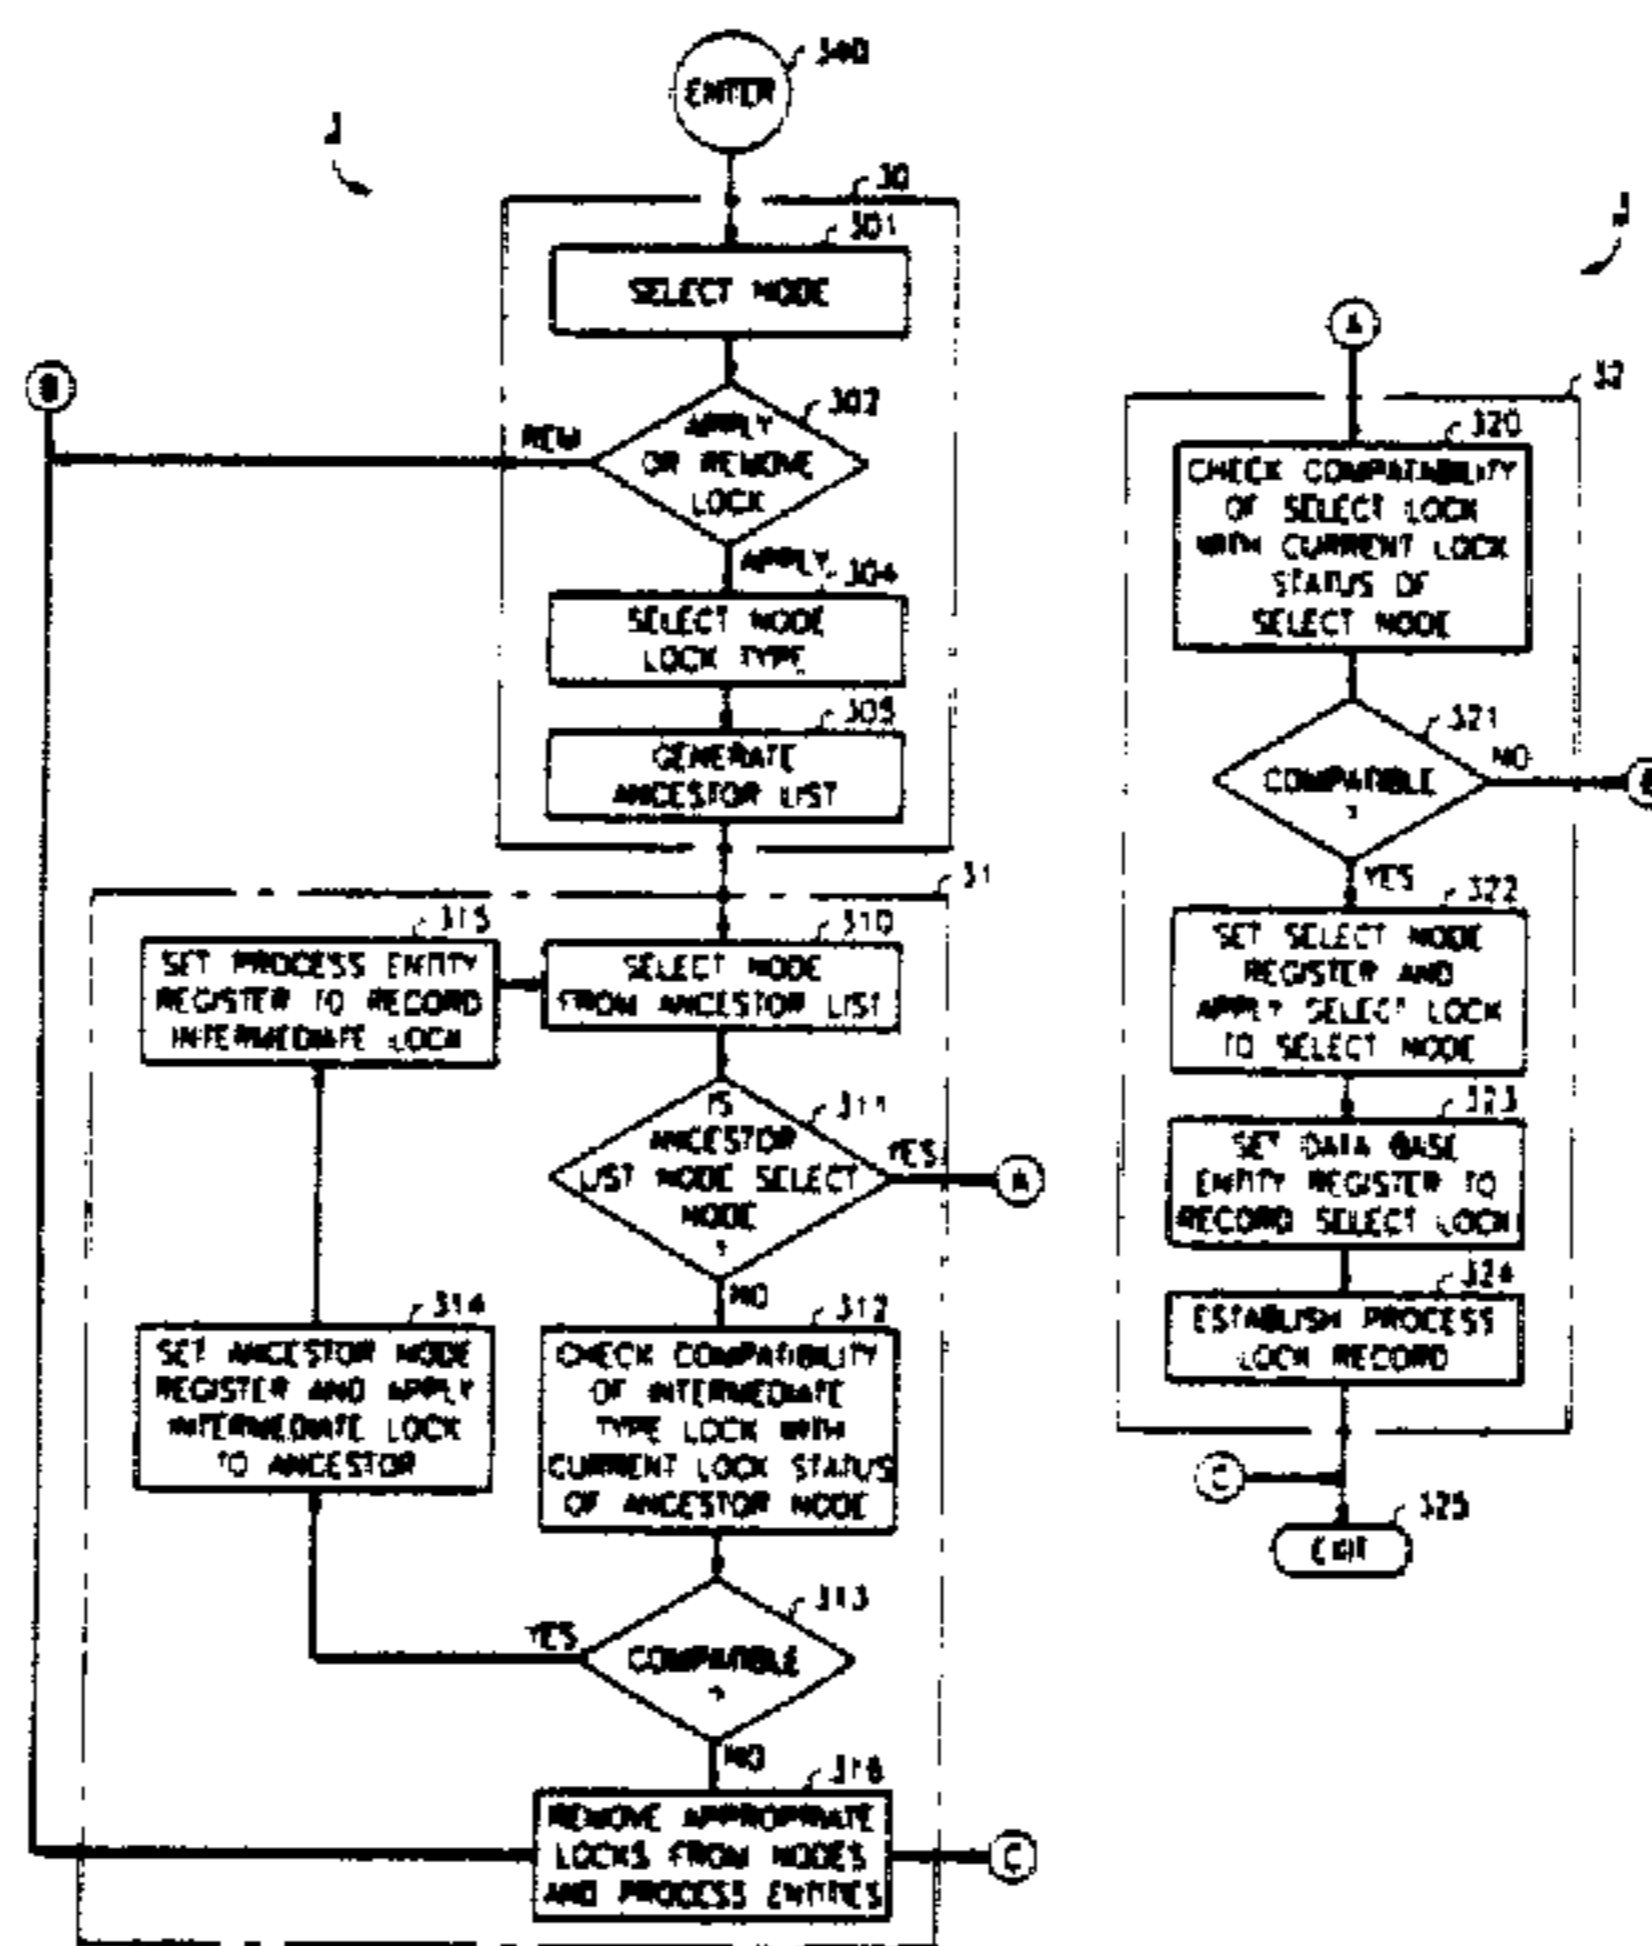 340
ENTER
30
301
SELECT NODE
302
APPLY
OR REMOVE
LOCK
REM
B
APPLY
304
SELECT NODE
LOCK TYPE
305
GENERATE
ANCESTOR LIST
31
315
SET PROCESS ENTITY
REGISTER TO RECORD
INTERMEDIATE LOCK
310
SELECT NODE
FROM ANCESTOR LIST
311
IS
ANCESTOR
LIST NODE SELECT
NODE
?
YES
A
NO
314
SET ANCESTOR NODE
REGISTER AND APPLY
INTERMEDIATE LOCK
TO ANCESTOR
312
CHECK COMPATIBILITY
OF INTERMEDIATE
TYPE LOCK WITH
CURRENT LOCK STATUS
OF ANCESTOR NODE
313
COMPATIBLE
?
YES
NO
316
REMOVE APPROPRIATE
LOCKS FROM NODES
AND PROCESS ENTITIES
C
A
32
320
CHECK COMPATABILITY
OF SELECT LOCK
WITH CURRENT LOCK
STATUS OF
SELECT NODE
321
COMPATIBLE
?
NO
B
YES
322
SET SELECT NODE
REGISTER AND
APPLY SELECT LOCK
TO SELECT NODE
323
SET DATA BASE
ENTITY REGISTER TO
RECORD SELECT LOCK
324
ESTABLISH PROCESS
LOCK RECORD
C
325
EXIT